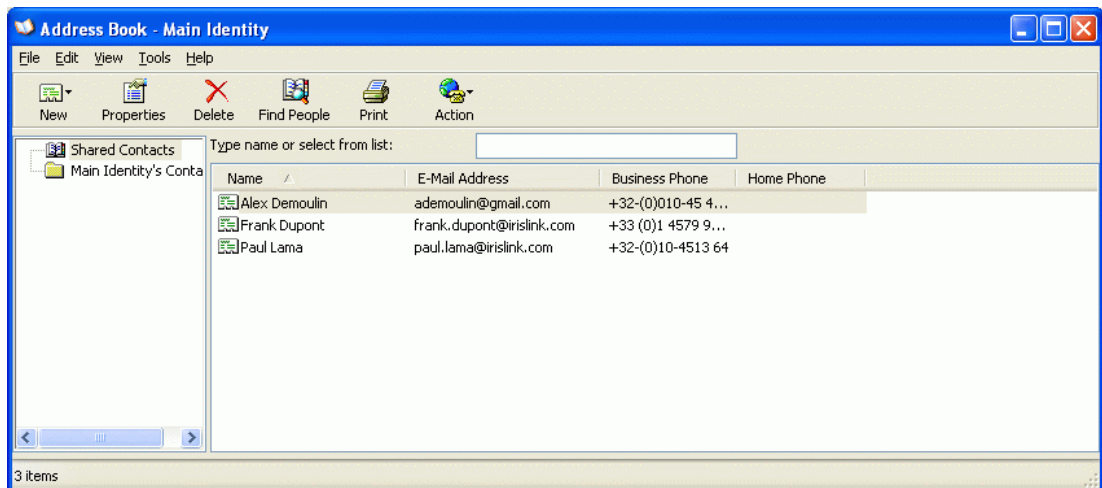 Address Book - Main Identity
File Edit View Tools Help
New Properties Delete Find People Print Action
Shared Contacts
Main Identity's Conta
Type name or select from list:
Name E-Mail Address Business Phone Home Phone
Alex Demoulin ademoulin@gmail.com +32-(0)010-45 4...
Frank Dupont frank.dupont@irislink.com +33 (0)1 4579 9...
Paul Lama paul.lama@irislink.com +32-(0)10-4513 64
3 items